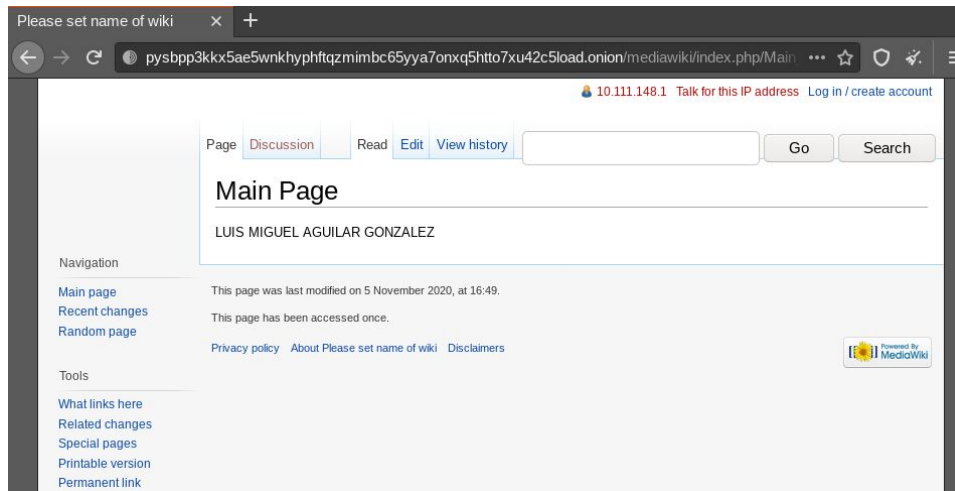 Please set name of wiki
pysbpp3kkx5ae5wnkhyphftqzmimbc65yya7onxq5htto7xu42c5load.onion/mediawiki/index.php/Main
10.111.148.1 Talk for this IP address Log in / create account
Page Discussion Read Edit View history Go Search
Main Page
LUIS MIGUEL AGUILAR GONZALEZ
Navigation
Main page
Recent changes
Random page
This page was last modified on 5 November 2020, at 16:49.
This page has been accessed once.
Privacy policy About Please set name of wiki Disclaimers
Powered By
MediaWiki
Tools
What links here
Related changes
Special pages
Printable version
Permanent link